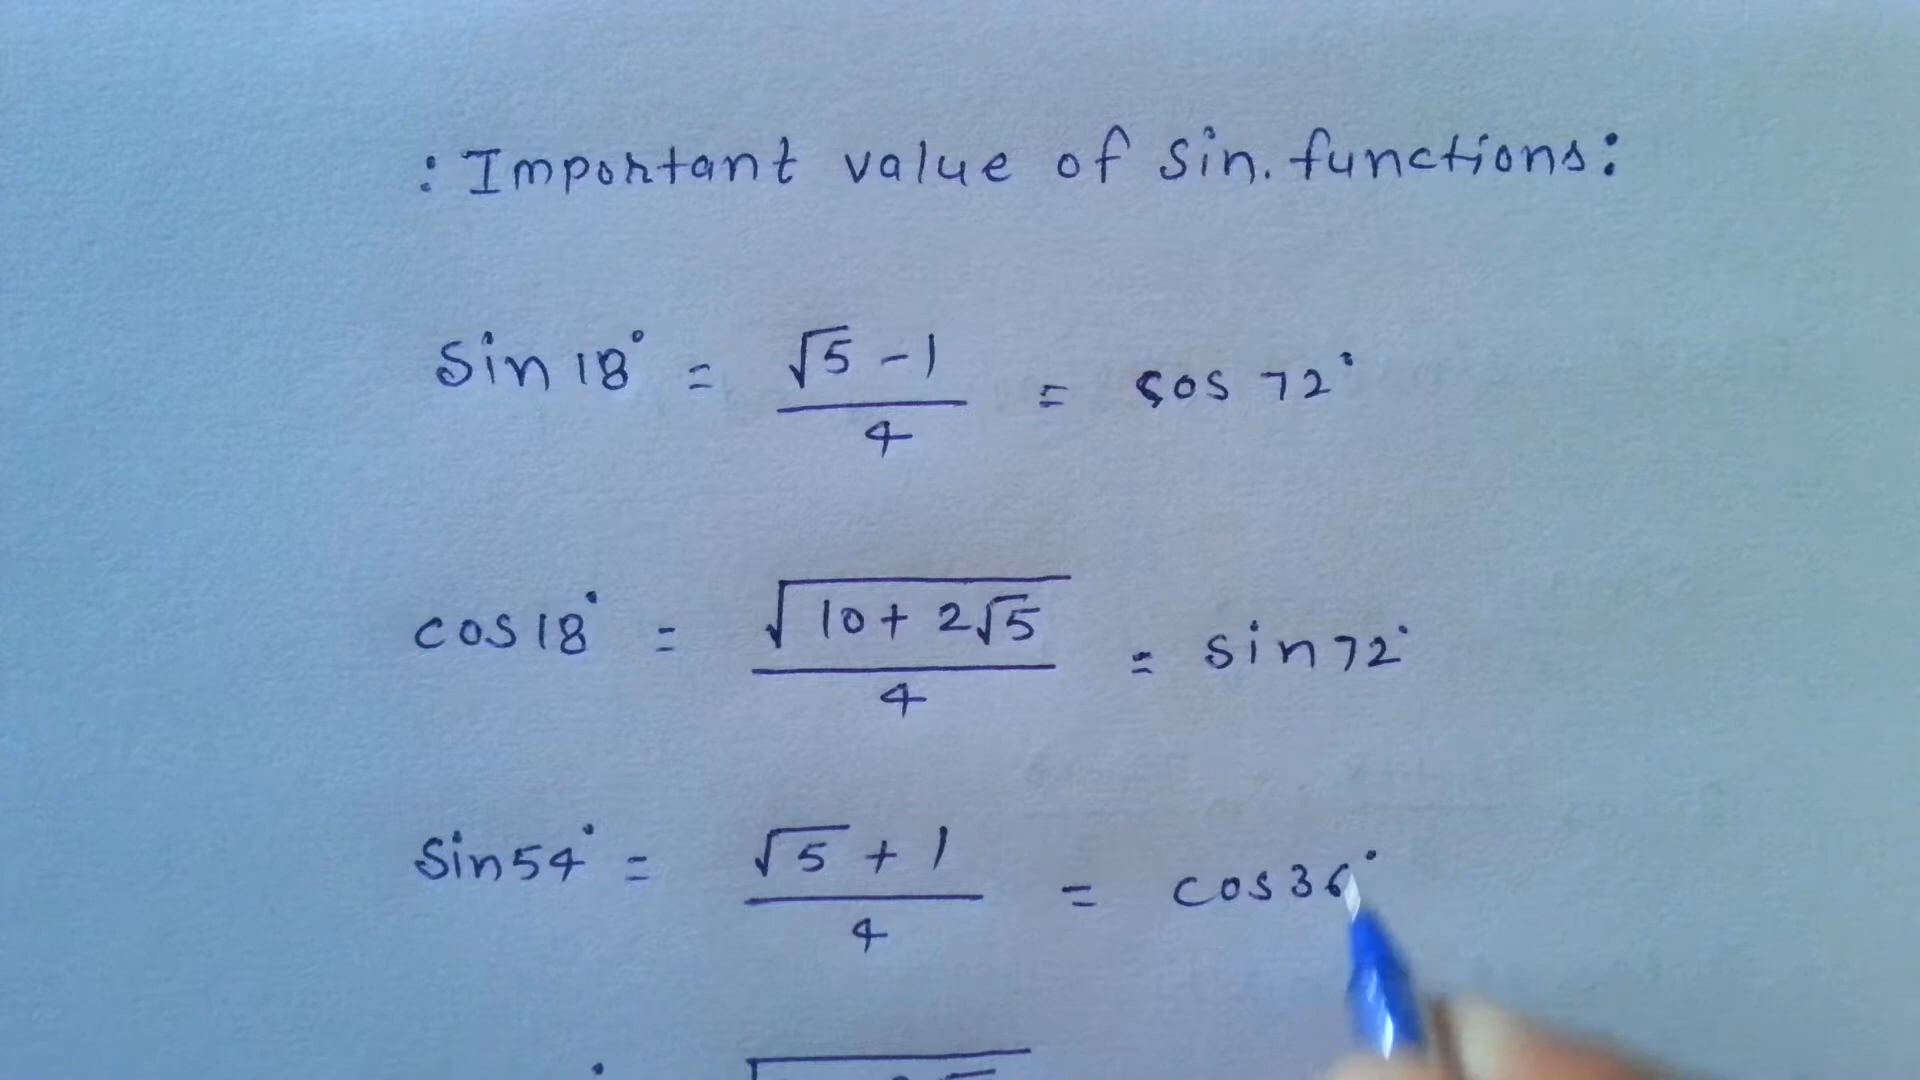 : Important value of sin. functions:
sin 18° = √5 - 1 / 4 = cos 72°
cos 18° = √(10 + 2√5) / 4 = sin 72°
sin 54° = √5 + 1 / 4 = cos 36°